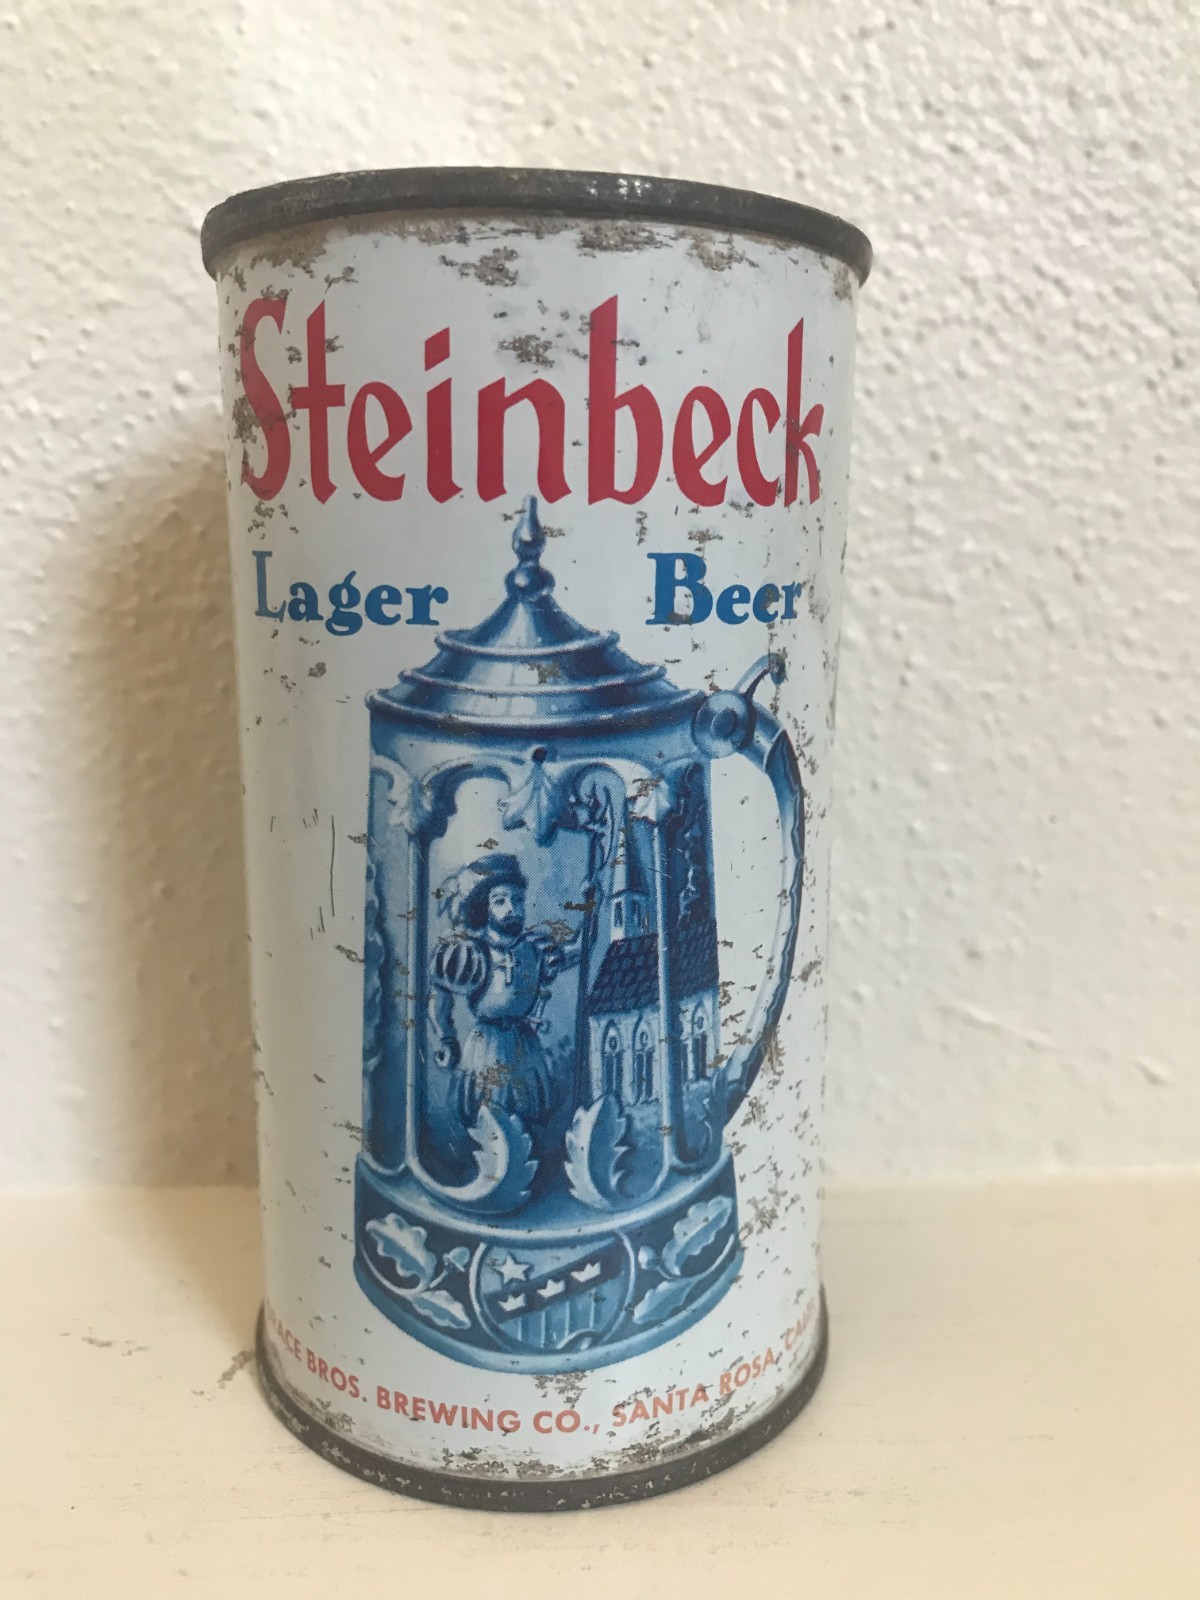 Steinbeck
Lager Beer
BROS. BREWING CO., SANTA ROSA,